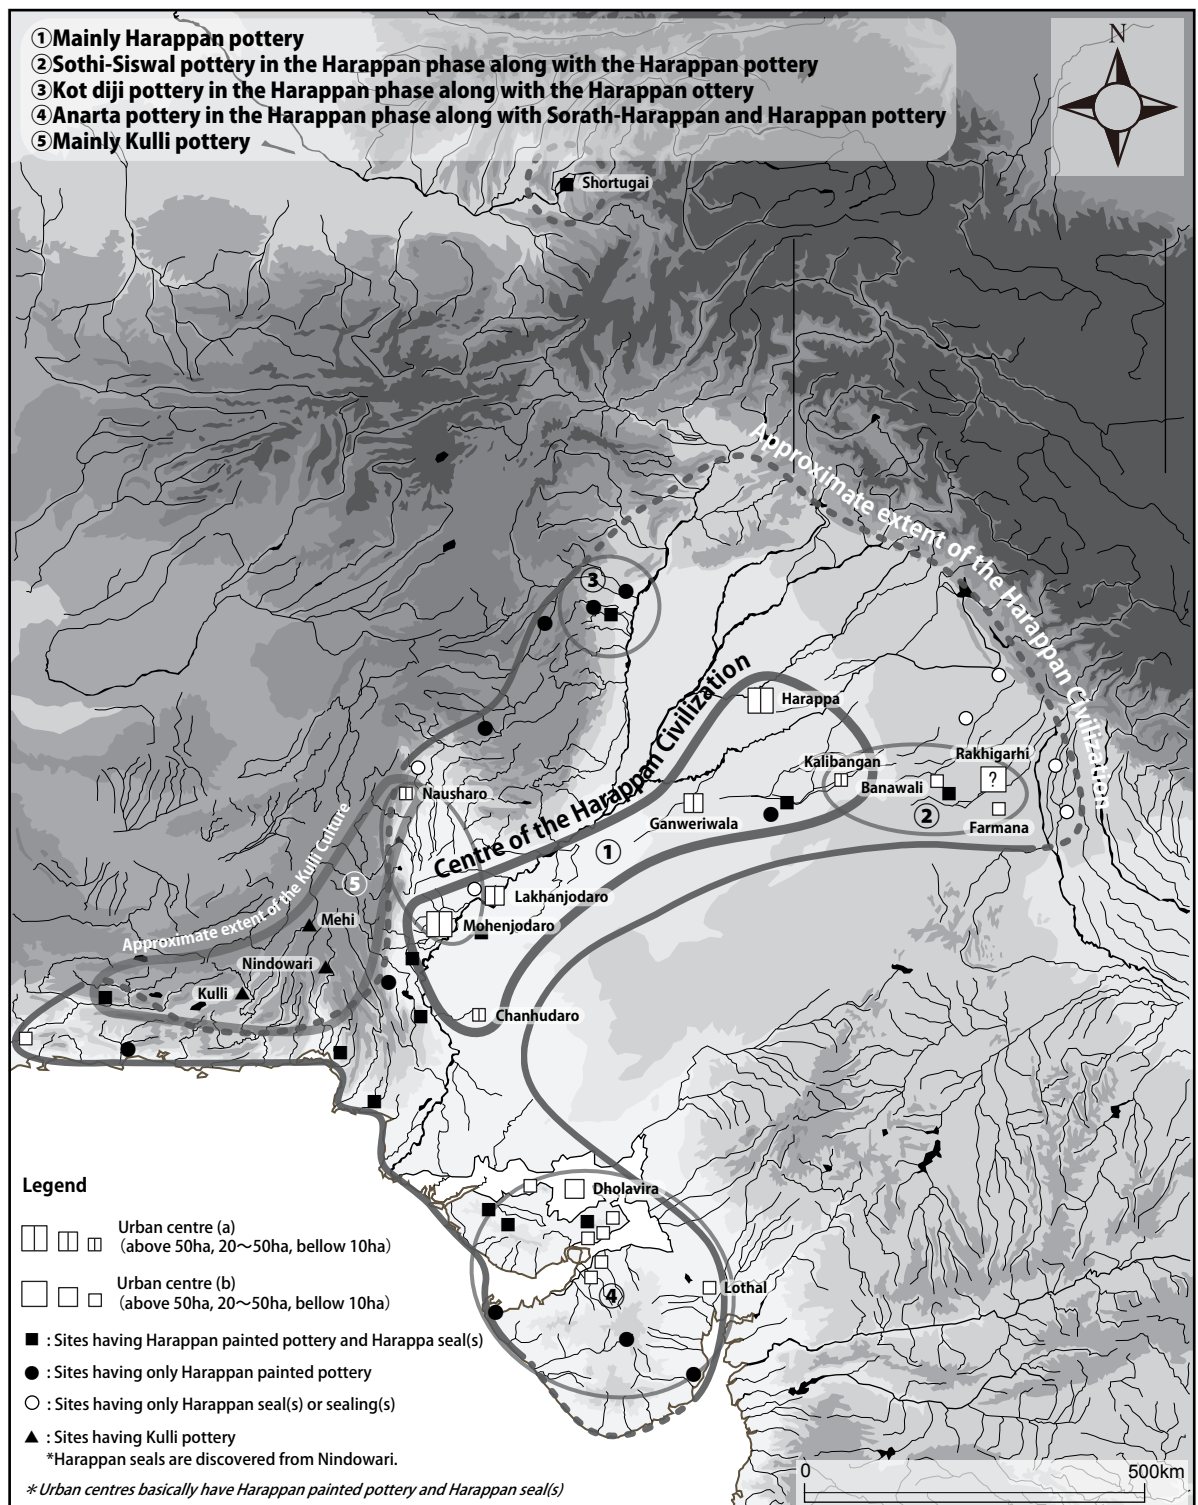 ①Mainly Harappan pottery
②Sothi-Siswal pottery in the Harappan phase along with the Harappan pottery
③Kot diji pottery in the Harappan phase along with the Harappan ottery
④Anarta pottery in the Harappan phase along with Sorath-Harappan and Harappan pottery
⑤Mainly Kulli pottery
N
Shortugai
Approximate extent of the Harappan Civilization
③
Centre of the Harappan Civilization
Harappa
Kalibangan
Rakhigarhi
?
Banawali
Nausharo
Ganweriwala
②
Farmana
①
Approximate extent of the Kulli Culture
⑤
Lakhanjodaro
Mehi
Mohenjodaro
Nindowari
Kulli
Chanhudaro
Dholavira
Lothal
④
Legend
Urban centre (a)
(above 50ha, 20〜50ha, bellow 10ha)
Urban centre (b)
(above 50ha, 20〜50ha, bellow 10ha)
: Sites having Harappan painted pottery and Harappa seal(s)
: Sites having only Harappan painted pottery
: Sites having only Harappan seal(s) or sealing(s)
: Sites having Kulli pottery
*Harappan seals are discovered from Nindowari.
＊Urban centres basically have Harappan painted pottery and Harappan seal(s)
0 500km